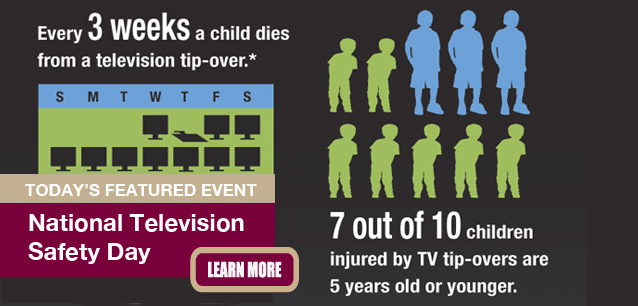 Every 3 weeks a child dies
from a television tip-over.*
S M T W T F S
TODAY'S FEATURED EVENT
National Television
Safety Day
LEARN MORE
7 out of 10 children
injured by TV tip-overs are
5 years old or younger.